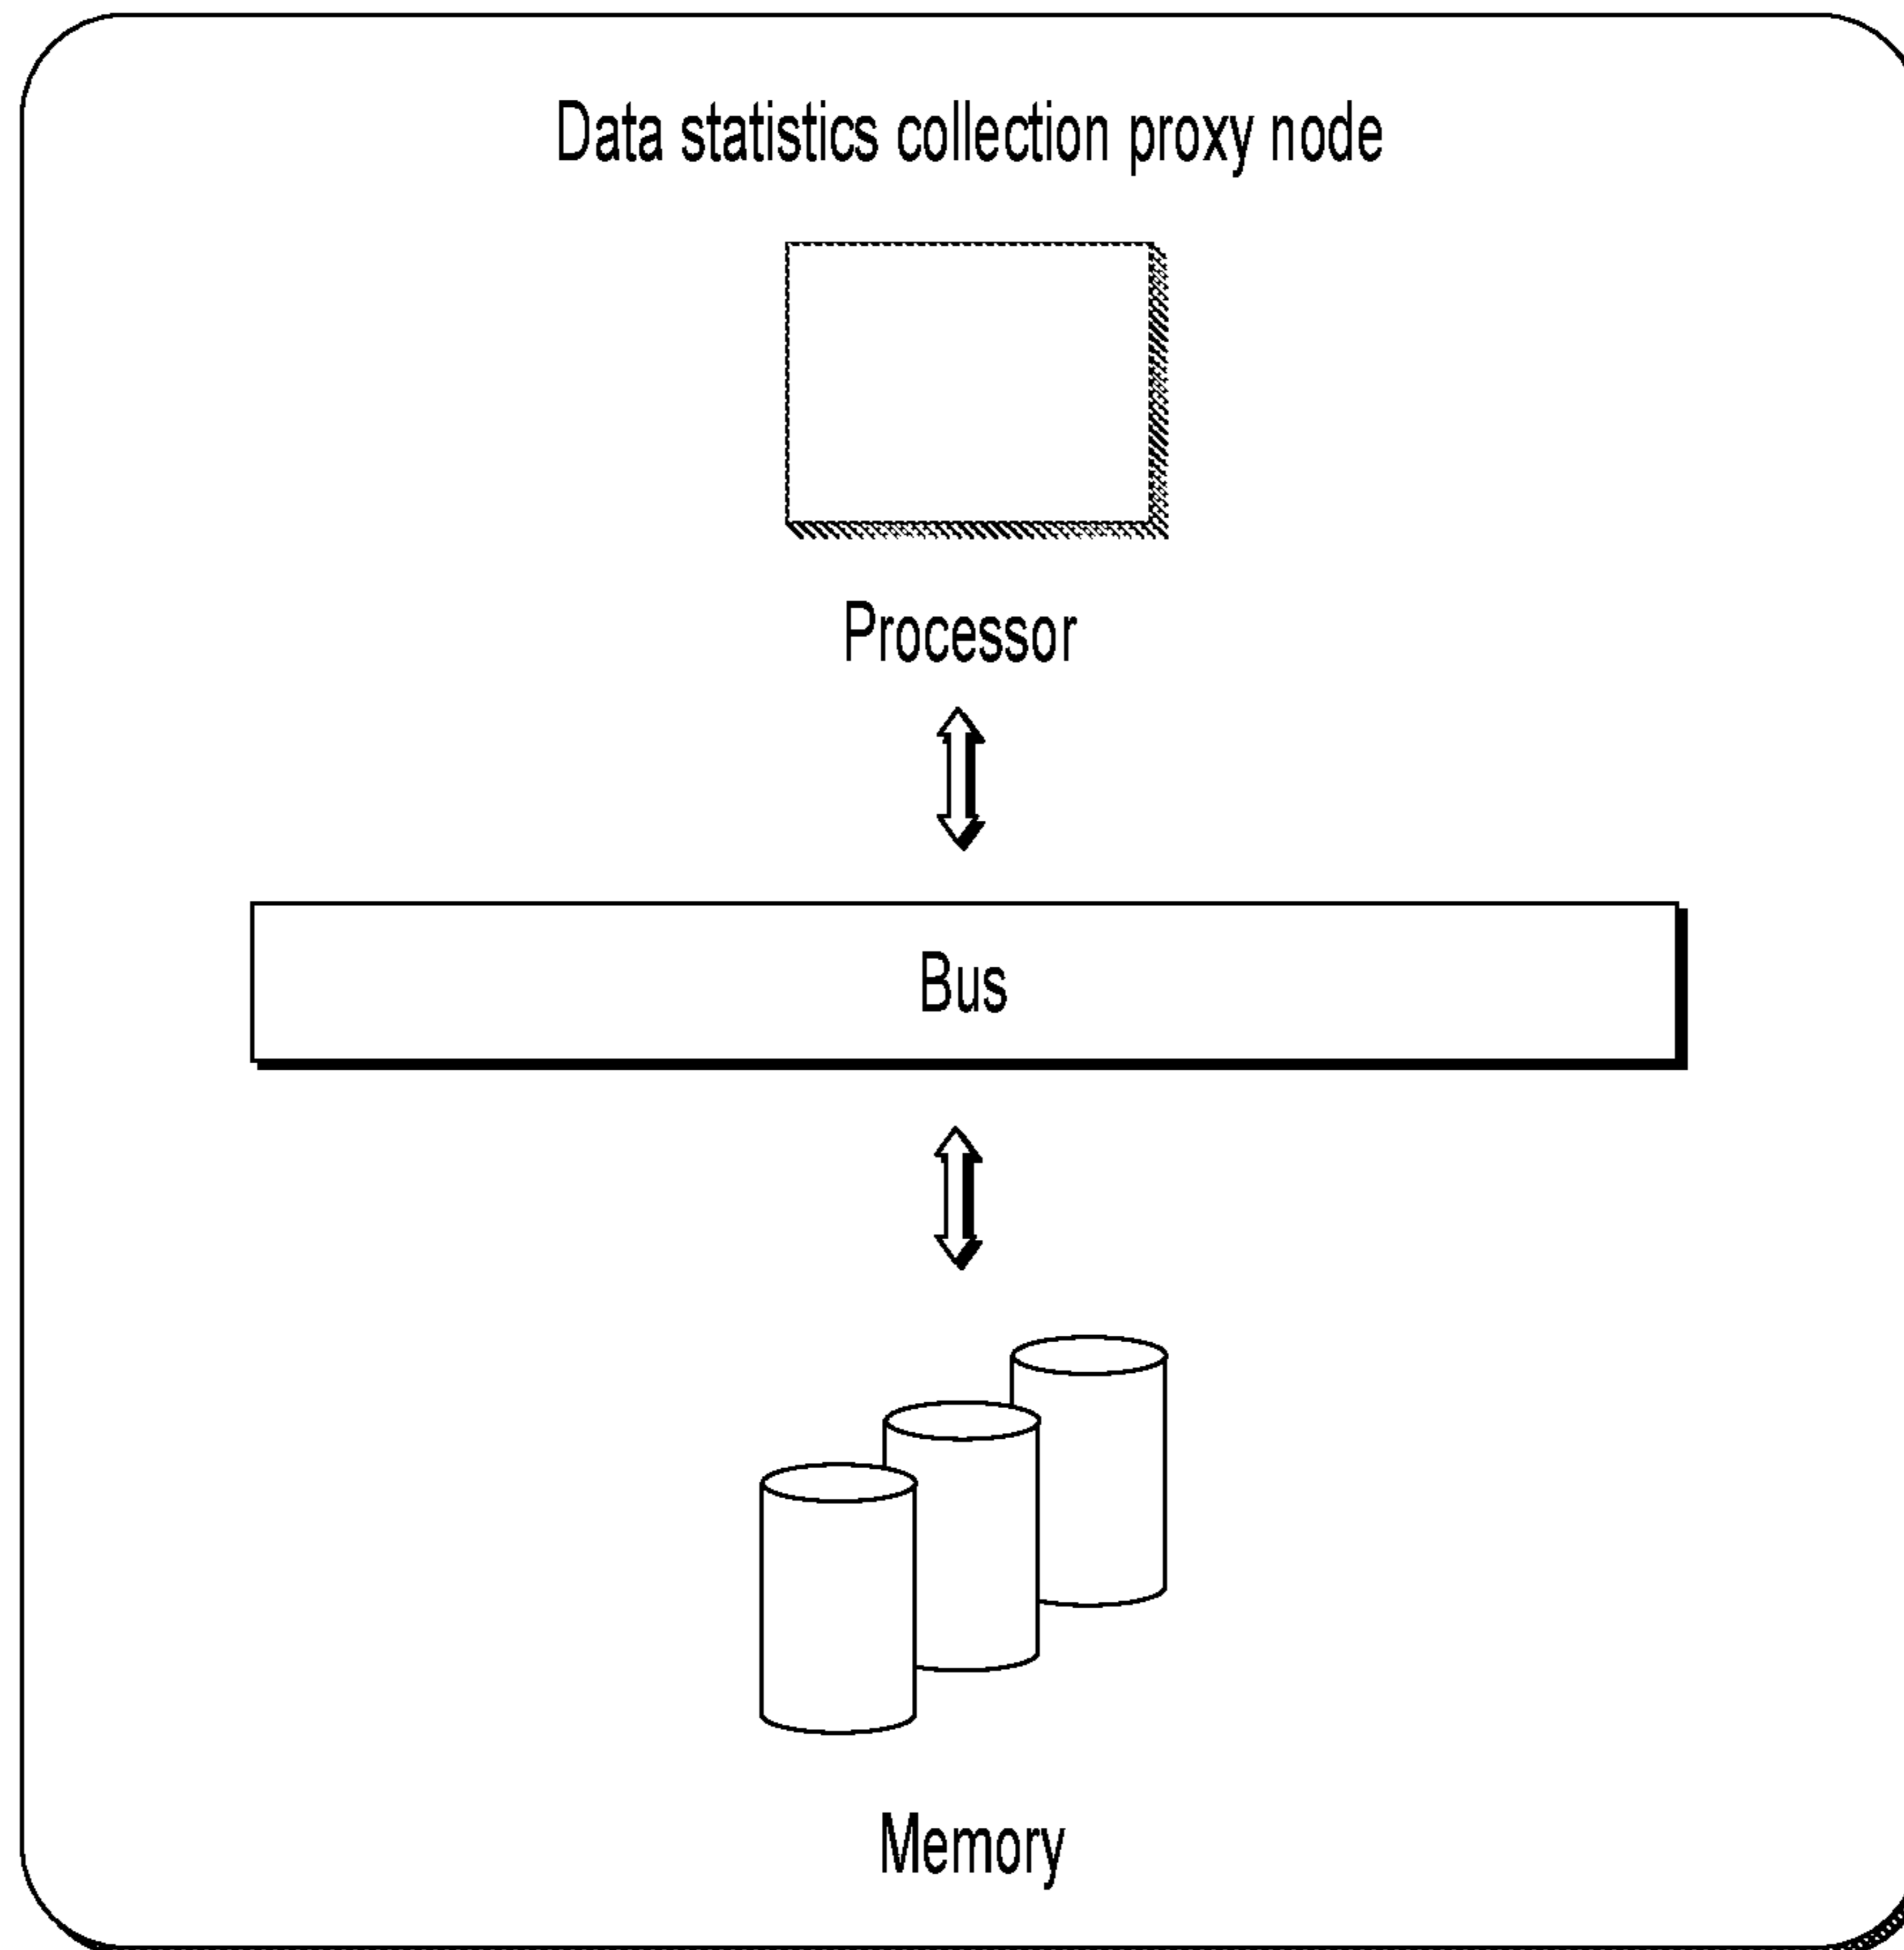 Data statistics collection proxy node
Processor
Bus
Memory